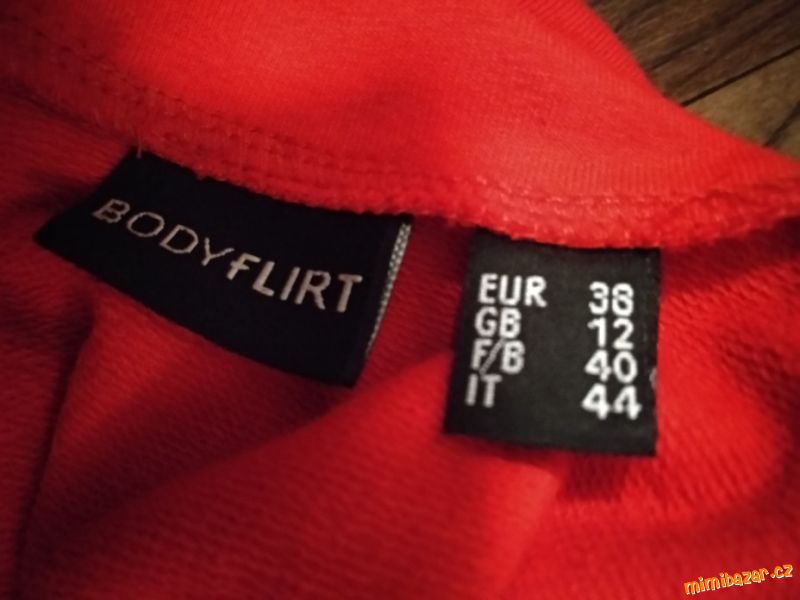 BODYFLIRT
EUR 38
GB 12
F/B 40
IT 44
mimibazar.cz